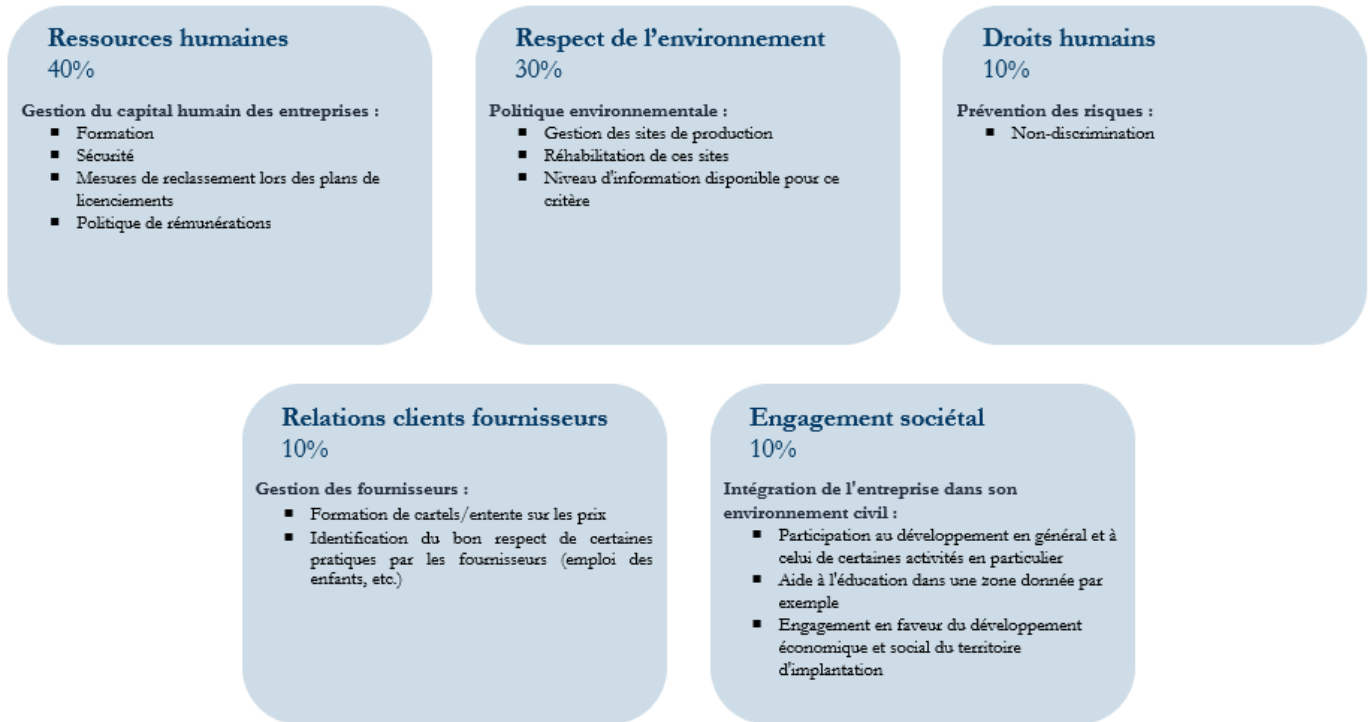 Ressources humaines
40%
Gestion du capital humain des entreprises :
▪ Formation
▪ Sécurité
▪ Mesures de reclassement lors des plans de
licenciements
▪ Politique de rémunérations
Respect de l'environnement
30%
Politique environnementale :
▪ Gestion des sites de production
▪ Réhabilitation de ces sites
▪ Niveau d'information disponible pour ce
critère
Droits humains
10%
Prévention des risques :
▪ Non-discrimination
Relations clients fournisseurs
10%
Gestion des fournisseurs :
▪ Formation de cartels/entente sur les prix
▪ Identification du bon respect de certaines
pratiques par les fournisseurs (emploi des
enfants, etc.)
Engagement sociétal
10%
Intégration de l'entreprise dans son
environnement civil :
▪ Participation au développement en général et à
celui de certaines activités en particulier
▪ Aide à l'éducation dans une zone donnée par
exemple
▪ Engagement en faveur du développement
économique et social du territoire
d'implantation